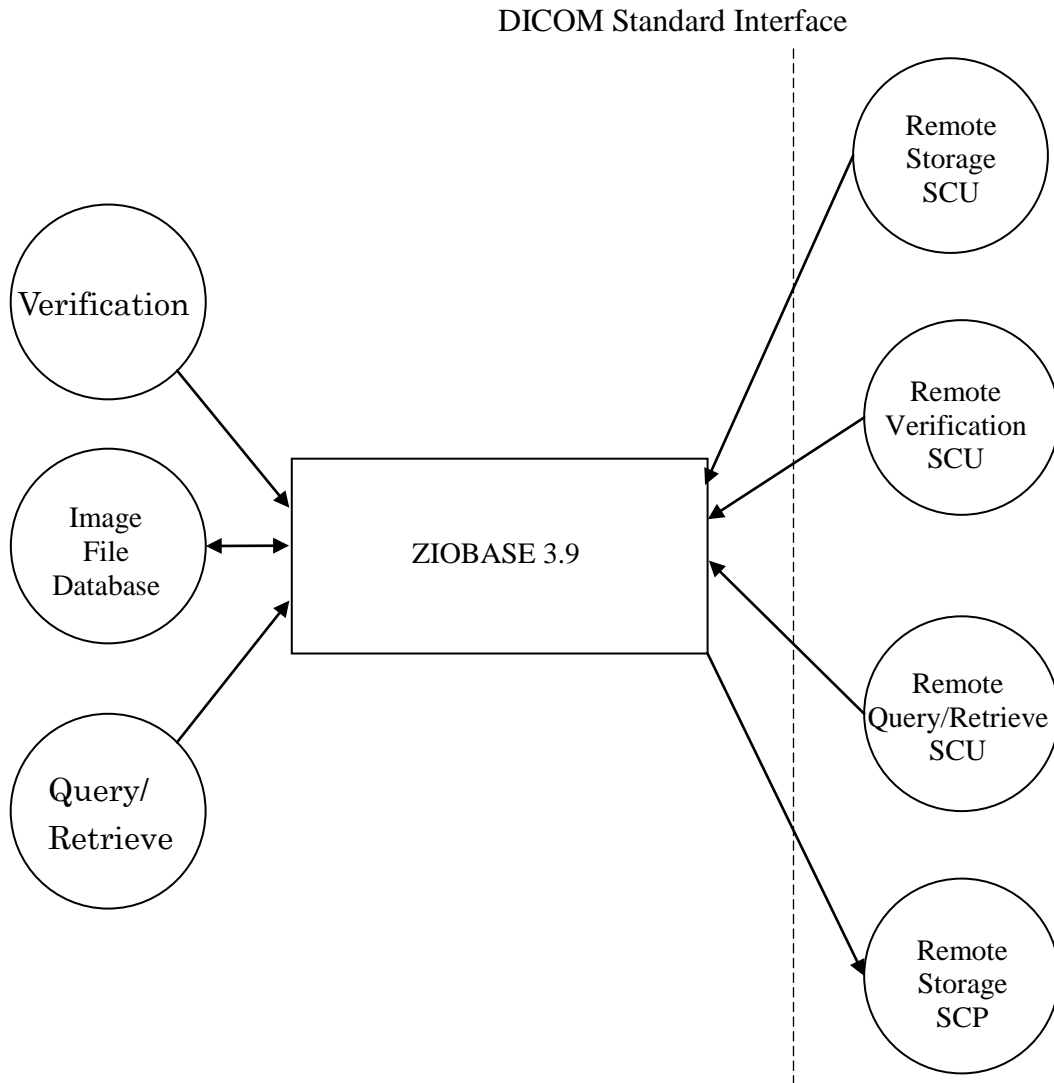 DICOM Standard Interface
Remote
Storage
SCU
Verification
Remote
Verification
SCU
Image
File
Database
ZIOBASE 3.9
Remote
Query/Retrieve
SCU
Query/
Retrieve
Remote
Storage
SCP